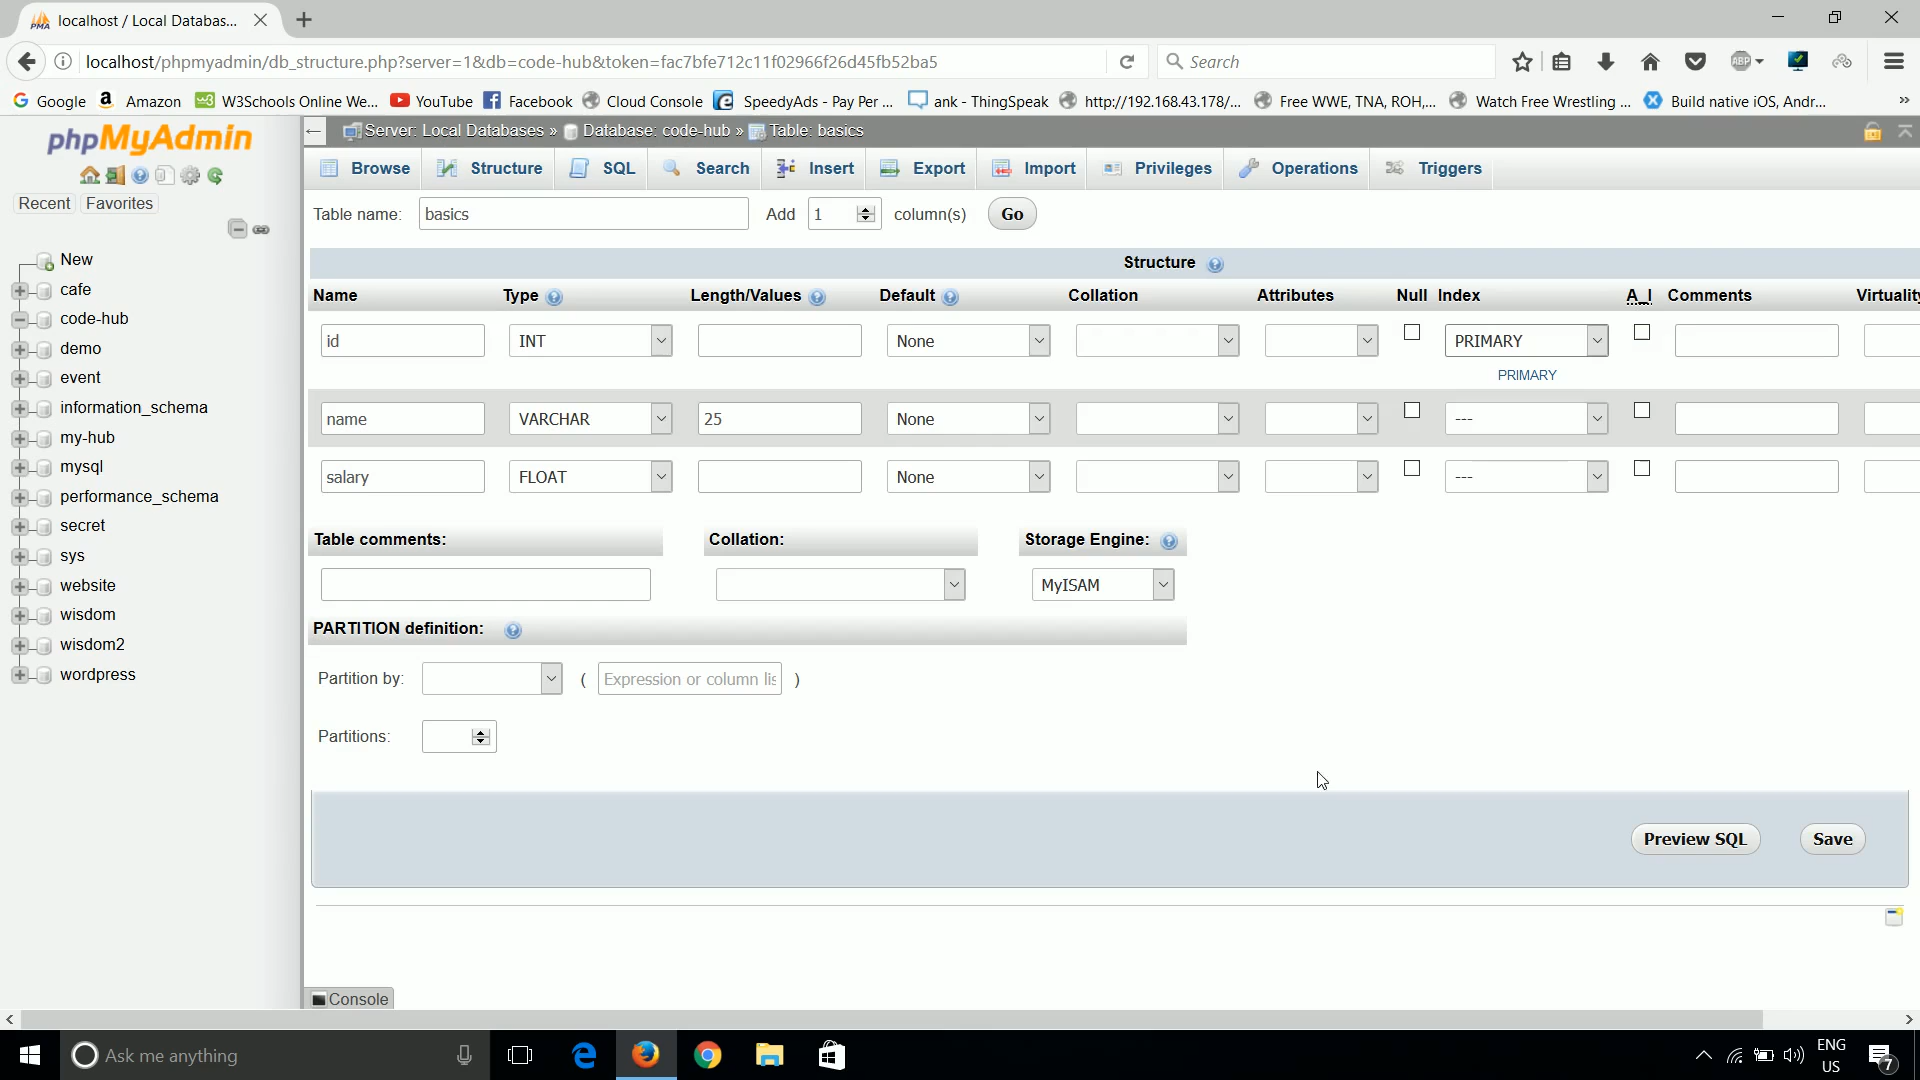 localhost / Local Databas...
localhost/phpmyadmin/db_structure.php?server=1&db=code-hub&token=fac7bfe712c11f02966f26d45fb52ba5
Search
ABP
Google
Amazon
W3Schools Online We...
YouTube
Facebook
Cloud Console
SpeedyAds - Pay Per ...
ank - ThingSpeak
http://192.168.43.178/...
Free WWE, TNA, ROH,...
Watch Free Wrestling ...
Build native iOS, Andr...
phpMyAdmin
Recent
Favorites
New
cafe
code-hub
demo
event
information_schema
my-hub
mysql
performance_schema
secret
sys
website
wisdom
wisdom2
wordpress
Server: Local Databases » Database: code-hub » Table: basics
Browse
Structure
SQL
Search
Insert
Export
Import
Privileges
Operations
Triggers
Table name: basics Add 1 column(s) Go
Structure
Name Type Length/Values Default Collation Attributes Null Index A_I Comments Virtuality
id INT None PRIMARY
PRIMARY
name VARCHAR 25 None ---
salary FLOAT None ---
Table comments: Collation: Storage Engine:
MyISAM
PARTITION definition:
Partition by: ( Expression or column lis )
Partitions:
Preview SQL Save
Console
Ask me anything
ENG
US
7